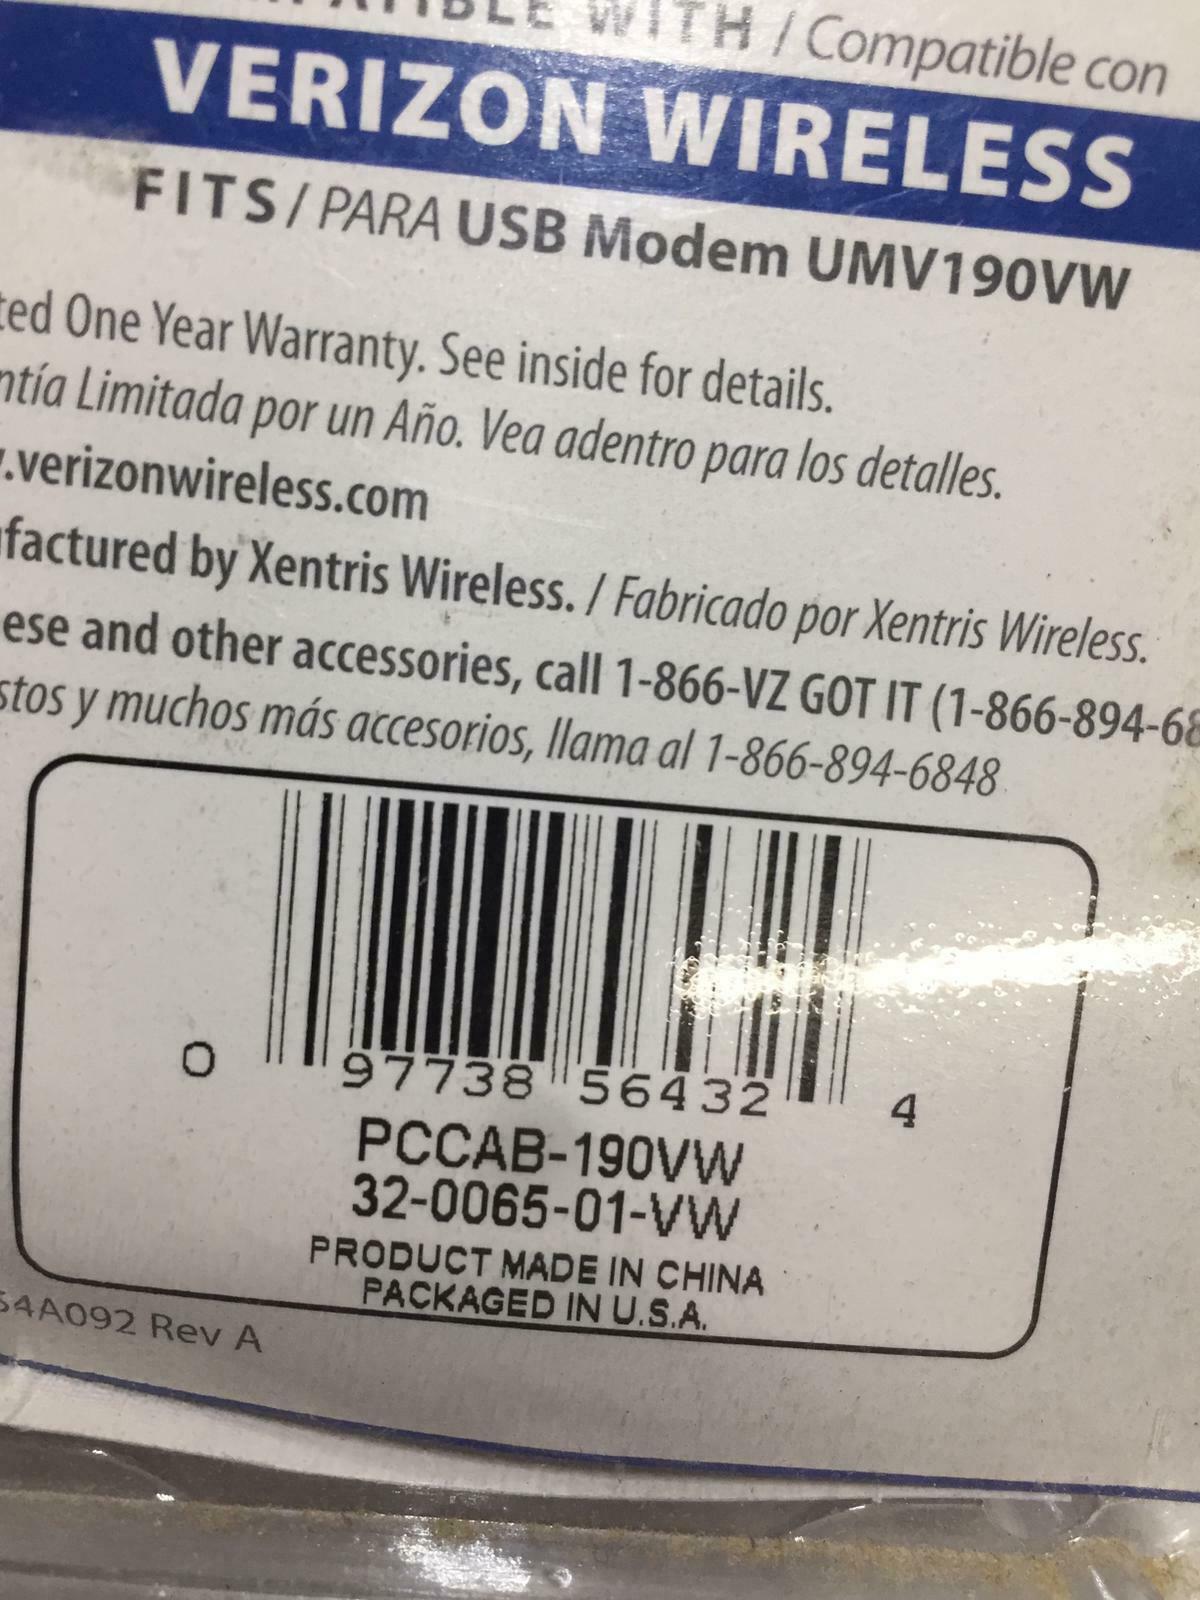 WITH / Compatible con
VERIZON WIRELESS
FITS / PARA USB Modem UMV190VW
ted One Year Warranty. See inside for details.
ntía Limitada por un Año. Vea adentro para los detalles.
.verizonwireless.com
factured by Xentris Wireless. / Fabricado por Xentris Wireless.
ese and other accessories, call 1-866-VZ GOT IT (1-866-894-68
stos y muchos más accesorios, llama al 1-866-894-6848
0 97738 56432 4
PCCAB-190VW
32-0065-01-VW
PRODUCT MADE IN CHINA
PACKAGED IN U.S.A.
54A092 Rev A